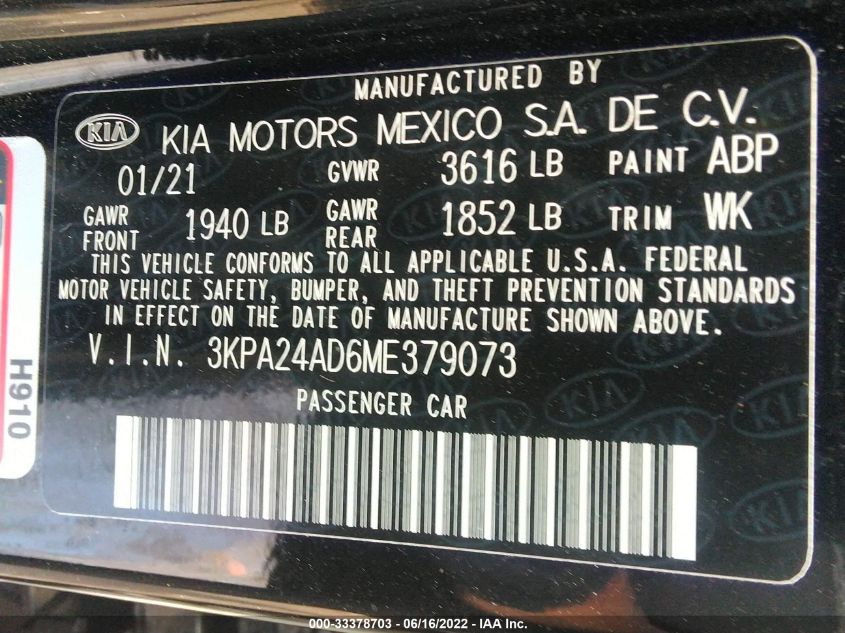 MANUFACTURED BY
KIA KIA MOTORS MEXICO S.A. DE C.V.
01/21 GVWR 3616 LB PAINT ABP
GAWR FRONT 1940 LB GAWR REAR 1852 LB TRIM WK
THIS VEHICLE CONFORMS TO ALL APPLICABLE U.S.A. FEDERAL
MOTOR VEHICLE SAFETY, BUMPER, AND THEFT PREVENTION STANDARDS
IN EFFECT ON THE DATE OF MANUFACTURE SHOWN ABOVE.
V.I.N. 3KPA24AD6ME379073
PASSENGER CAR
H910
000-33378703 - 06/16/2022 - IAA Inc.